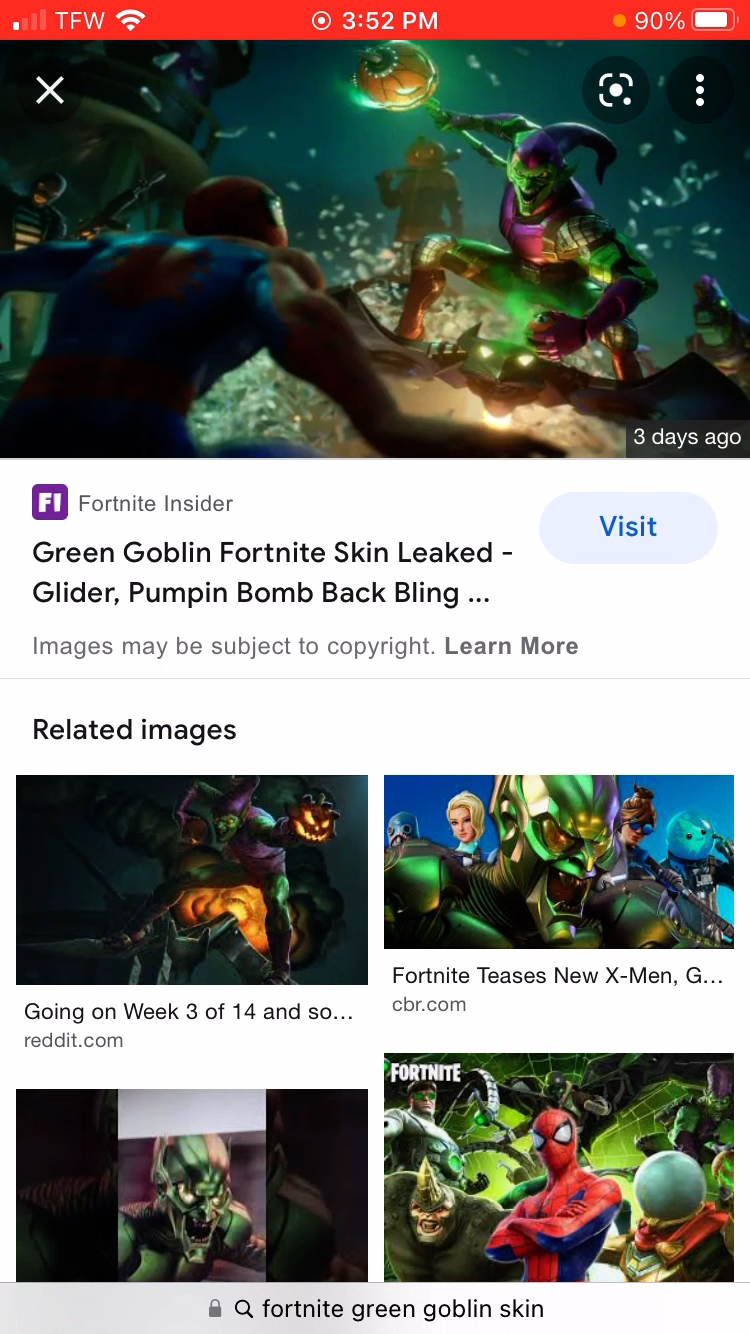 TFW 3:52 PM 90%
3 days ago
FI Fortnite Insider
Visit
Green Goblin Fortnite Skin Leaked -
Glider, Pumpin Bomb Back Bling ...
Images may be subject to copyright. Learn More
Related images
Going on Week 3 of 14 and so...
reddit.com
Fortnite Teases New X-Men, G...
cbr.com
FORTNITE
fortnite green goblin skin